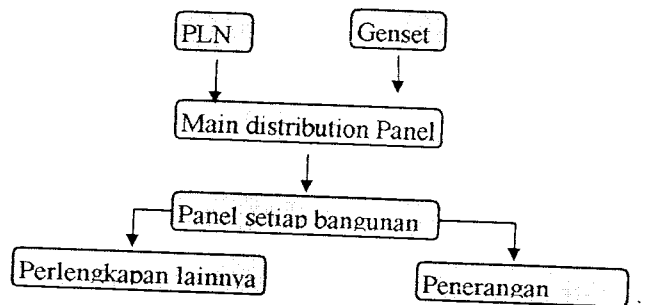 PLN
Genset
Main distribution Panel
Panel setiap bangunan
Perlengkapan lainnya
Penerangan